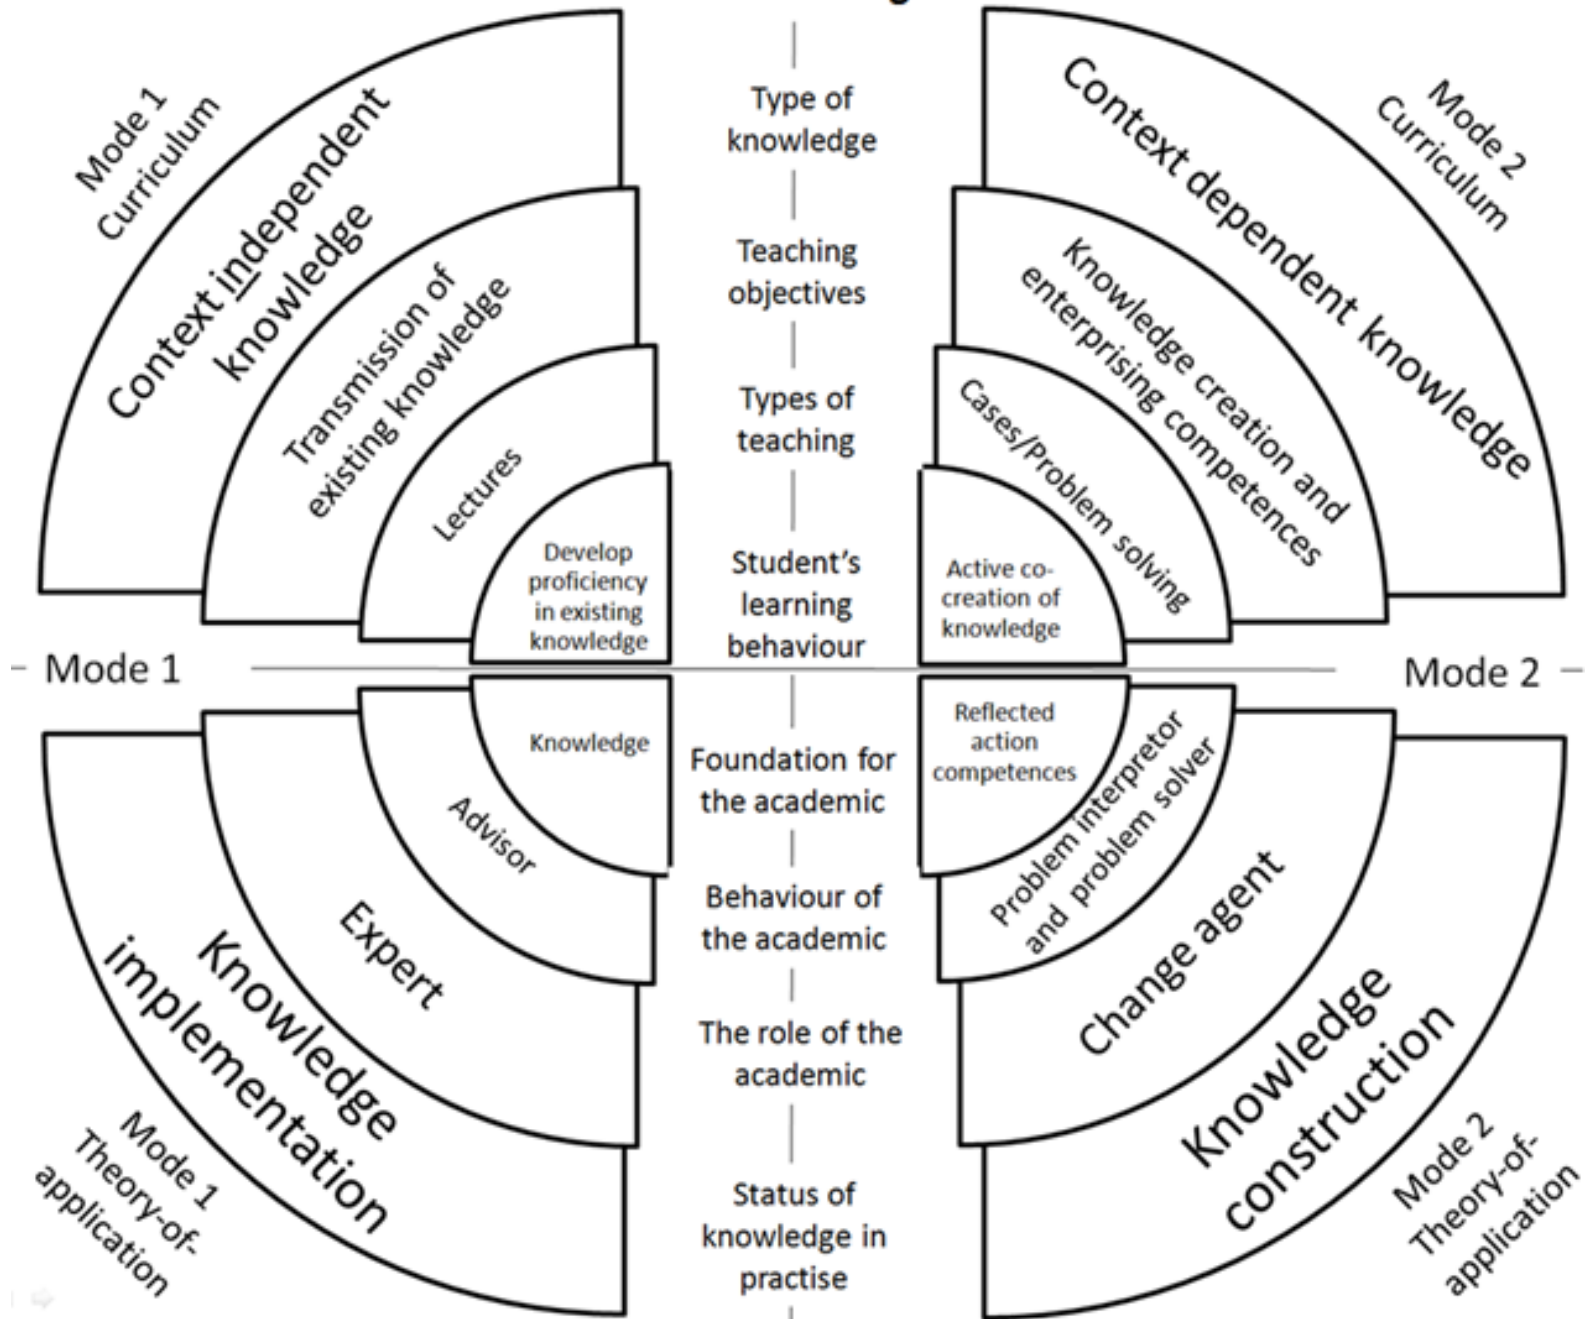 Mode 1
Curriculum
Context independent
knowledge
Transmission of
existing knowledge
Lectures
Develop
proficiency
in existing
knowledge
Type of
knowledge
Teaching
objectives
Types of
teaching
Student's
learning
behaviour
Mode 2
Curriculum
Context dependent knowledge
Knowledge creation and
enterprising competences
Cases/Problem solving
Active co-
creation of
knowledge
Mode 1
Mode 2
Knowledge
Advisor
Expert
Knowledge
implementation
Mode 1
Theory-of-
application
Foundation for
the academic
Behaviour of
the academic
The role of the
academic
Status of
knowledge in
practise
Reflected
action
competences
Problem interpretor
and problem solver
Change agent
Knowledge
construction
Mode 2
Theory-of-
application